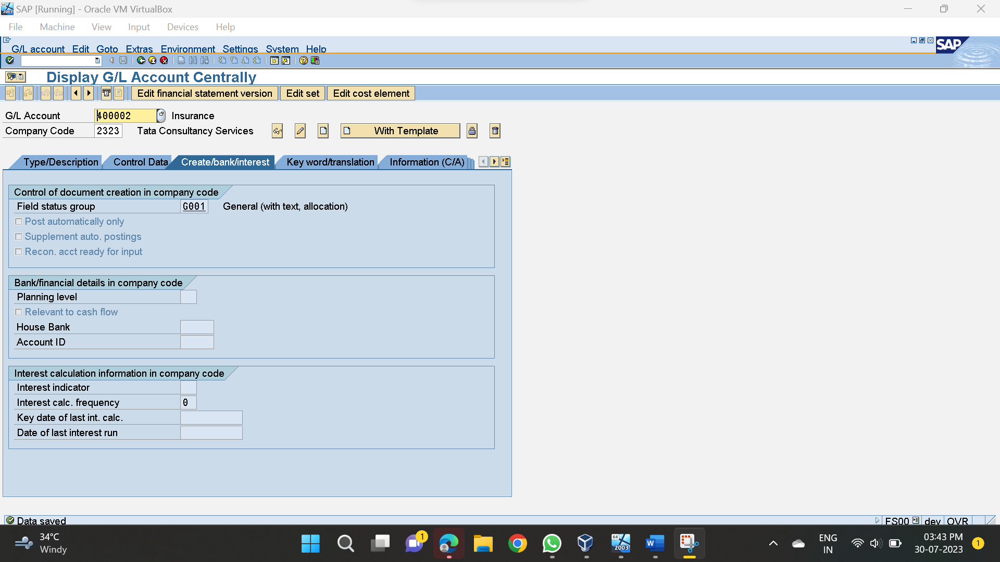 SAP [Running] - Oracle VM VirtualBox
File Machine View Input Devices Help
G/L account Edit Goto Extras Environment Settings System Help
SAP
Display G/L Account Centrally
Edit financial statement version Edit set Edit cost element
G/L Account 400002 Insurance
Company Code 2323 Tata Consultancy Services With Template
Type/Description Control Data Create/bank/interest Key word/translation Information (C/A)
Control of document creation in company code
Field status group G001 General (with text, allocation)
Post automatically only
Supplement auto. postings
Recon. acct ready for input
Bank/financial details in company code
Planning level
Relevant to cash flow
House Bank
Account ID
Interest calculation information in company code
Interest indicator
Interest calc. frequency 0
Key date of last int. calc.
Date of last interest run
Data saved FS00 dev OVR
34°C
Windy
1
64
2003
W
ENG
IN
03:43 PM
30-07-2023
1